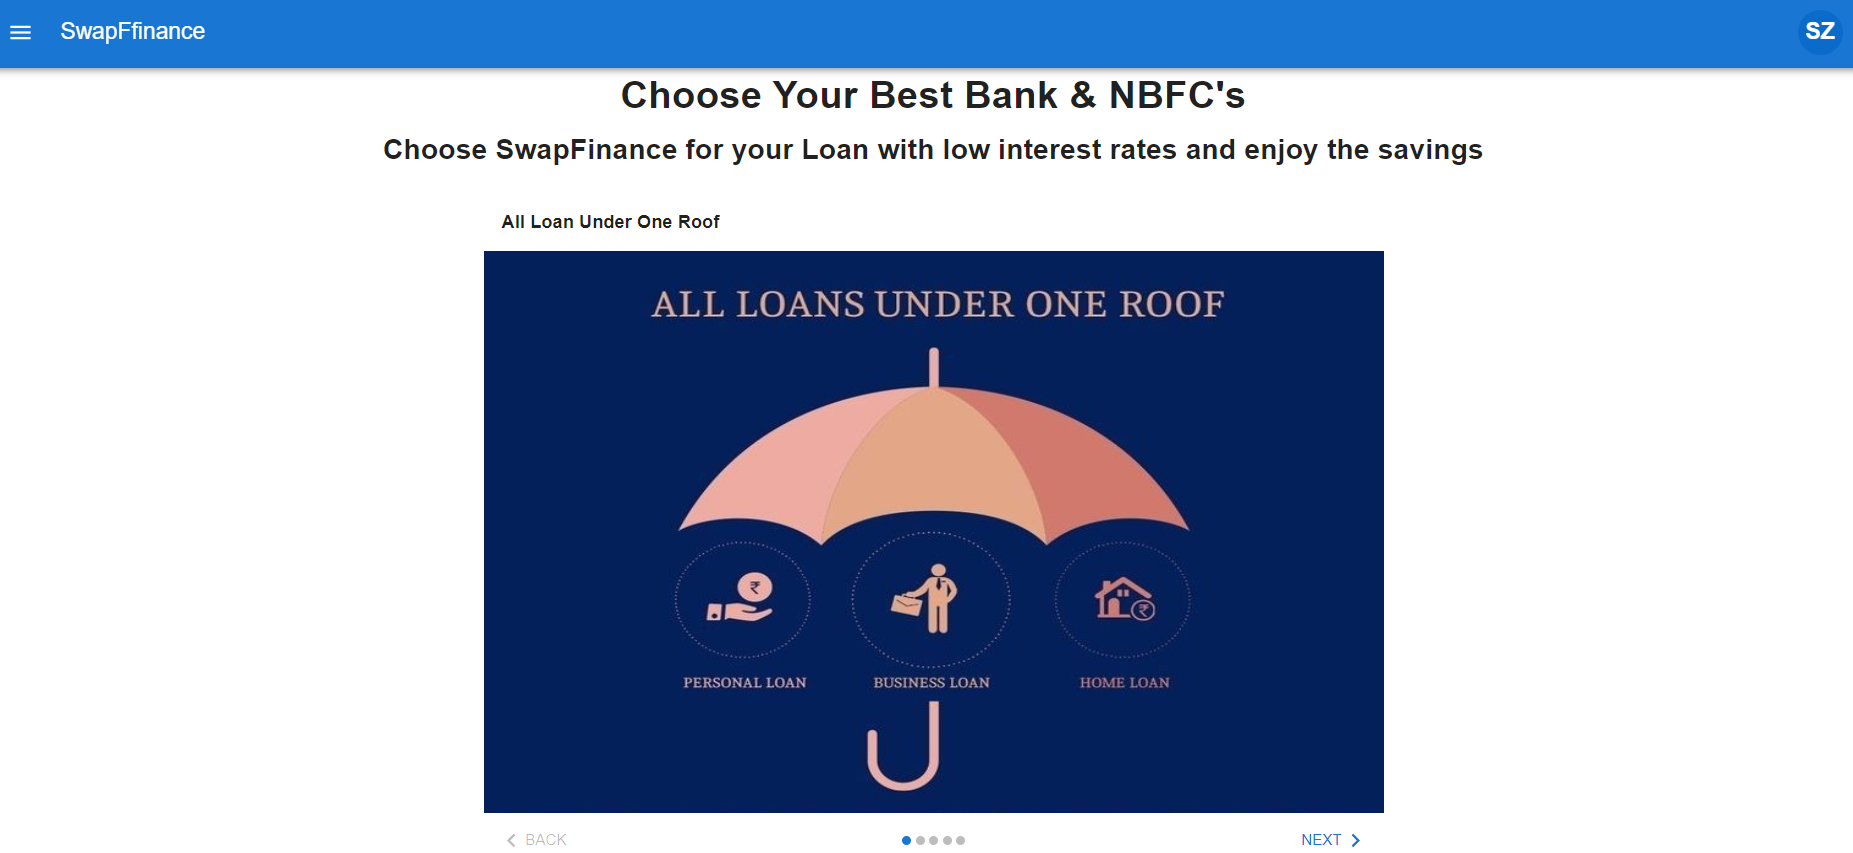 SwapFfinance
SZ
Choose Your Best Bank & NBFC's
Choose SwapFinance for your Loan with low interest rates and enjoy the savings
All Loan Under One Roof
ALL LOANS UNDER ONE ROOF
₹
₹
PERSONAL LOAN
BUSINESS LOAN
HOME LOAN
BACK
NEXT